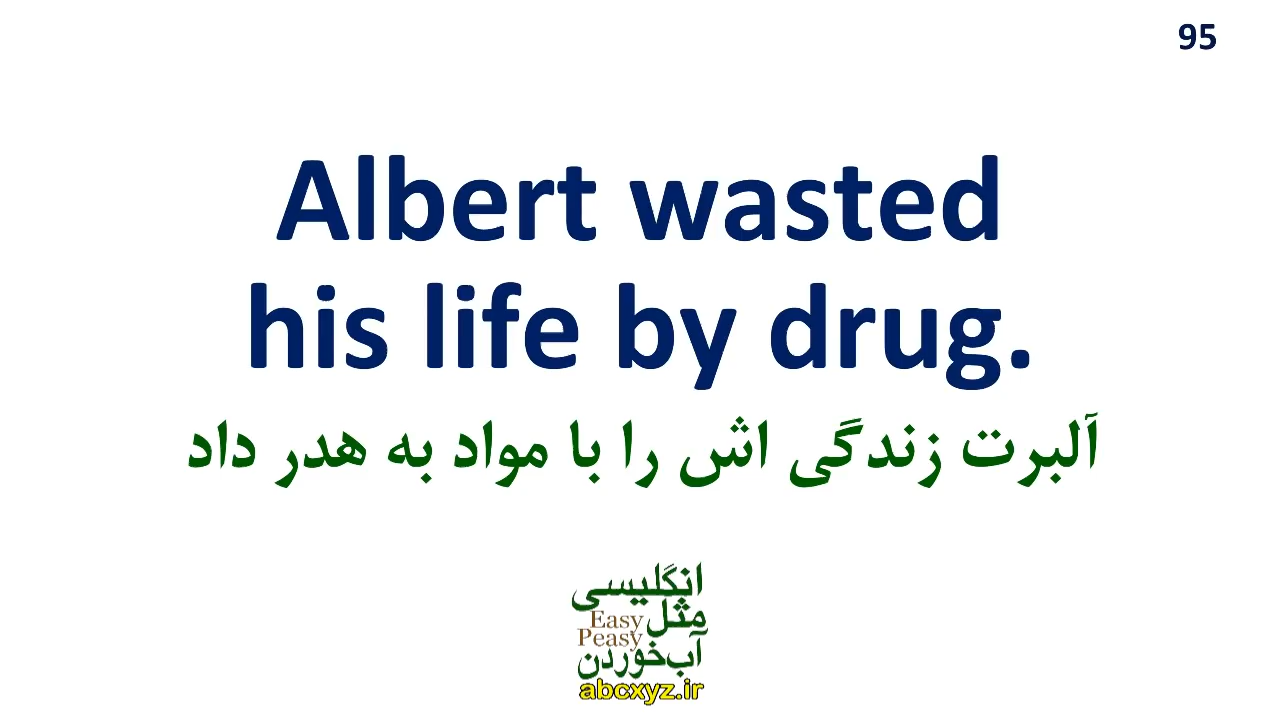 95
Albert wasted
his life by drug.
آلبرت زندگی اش را با مواد به هدر داد
انگلیسی
مثل
Easy
Peasy
آب‌خوردن
abcxyz.ir